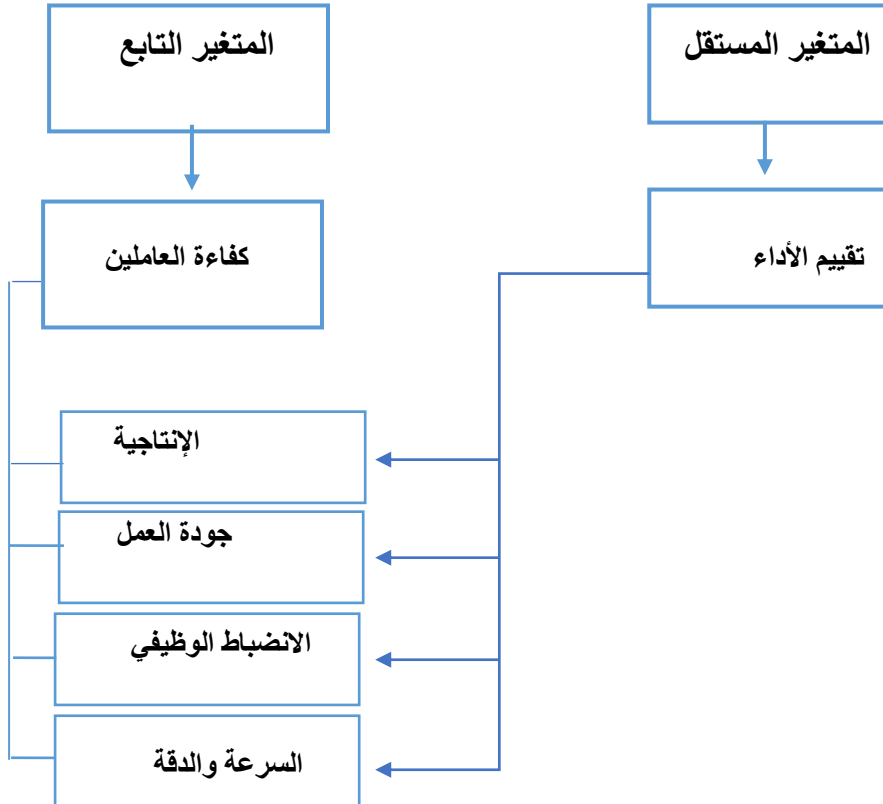 المتغير المستقل
المتغير التابع
تقييم الأداء
كفاءة العاملين
الإنتاجية
جودة العمل
الانضباط الوظيفي
السرعة والدقة